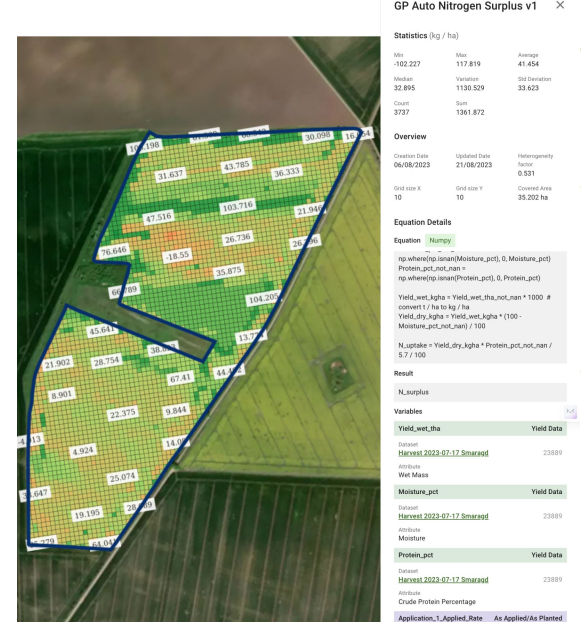 GP Auto Nitrogen Surplus v1
Statistics (kg / ha)
Min Max Average
-102.227 117.819 41.454
Median Variation Std Deviation
32.895 1130.529 33.623
Count Sum
3737 1361.872
Overview
Creation Date Updated Date Heterogeneity factor
06/08/2023 21/08/2023 0.531
Grid size X Grid size Y Covered Area
10 10 35.202 ha
Equation Details
Equation Numpy
np.where(np.isnan(Moisture_pct), 0, Moisture_pct)
Protein_pct_not_nan =
np.where(np.isnan(Protein_pct), 0, Protein_pct)
Yield_wet_kgha = Yield_wet_tha_not_nan * 1000 #
convert t / ha to kg / ha
Yield_dry_kgha = Yield_wet_kgha * (100 -
Moisture_pct_not_nan) / 100
N_uptake = Yield_dry_kgha * Protein_pct_not_nan /
5.7 / 100
Result
N_surplus
Variables
Yield_wet_tha Yield Data
Dataset
Harvest 2023-07-17 Smaragd 23889
Attribute
Wet Mass
Moisture_pct Yield Data
Dataset
Harvest 2023-07-17 Smaragd 23889
Attribute
Moisture
Protein_pct Yield Data
Dataset
Harvest 2023-07-17 Smaragd 23889
Attribute
Crude Protein Percentage
Application_1_Applied_Rate As Applied/As Planted
30.098
31.637 43.785 36.333
47.516 103.716 21.946
76.646 -18.55 26.736
35.875
104.205
45.641
21.902 28.754
67.41
8.901
22.375 9.844
4.924
25.074
19.195